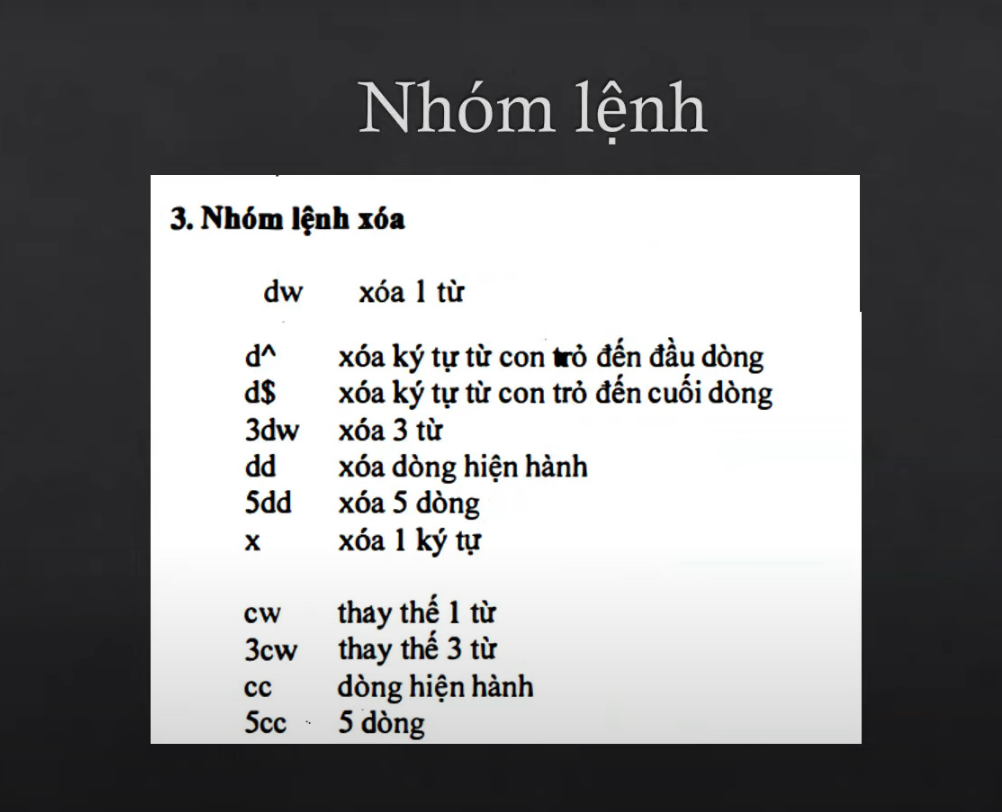 Nhóm lệnh
3. Nhóm lệnh xóa
dw xóa 1 từ
d^ xóa ký tự từ con trỏ đến đầu dòng
d$ xóa ký tự từ con trỏ đến cuối dòng
3dw xóa 3 từ
dd xóa dòng hiện hành
5dd xóa 5 dòng
x xóa 1 ký tự
cw thay thế 1 từ
3cw thay thế 3 từ
cc dòng hiện hành
5cc 5 dòng